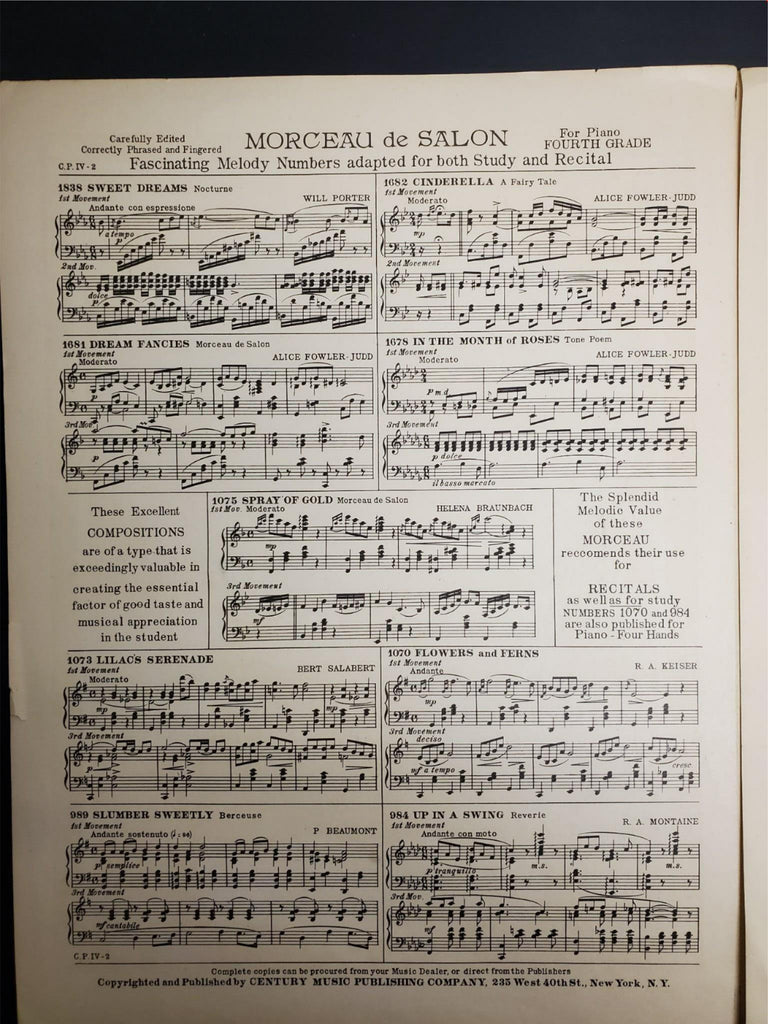 Carefully Edited
Correctly Phrased and Fingered
C.P. IV - 2
MORCEAU de SALON
For Piano
FOURTH GRADE
Fascinating Melody Numbers adapted for both Study and Recital
1838 SWEET DREAMS Nocturne
1st Movement
WILL PORTER
Andante con espressione
a tempo
p
2nd Mov.
dolce
1682 CINDERELLA A Fairy Tale
1st Movement
Moderato
ALICE FOWLER-JUDD
mp
2nd Movement
1681 DREAM FANCIES Morceau de Salon
1st Movement
Moderato
ALICE FOWLER-JUDD
3rd Movement
1678 IN THE MONTH of ROSES Tone Poem
1st Movement
Moderato
ALICE FOWLER-JUDD
p m.d.
3rd Movement
p dolce
il basso marcato
These Excellent
COMPOSITIONS
are of a type that is
exceedingly valuable in
creating the essential
factor of good taste and
musical appreciation
in the student
1075 SPRAY OF GOLD Morceau de Salon
1st Mov. Moderato
HELENA BRAUNBACH
3rd Movement
mf
The Splendid
Melodic Value
of these
MORCEAU
reccomends their use
for
RECITALS
as well as for study
NUMBERS 1070 and 984
are also published for
Piano - Four Hands
1073 LILACS SERENADE
1st Movement
BERT SALABERT
Moderato
mp
mp
3rd Movement
p
1070 FLOWERS and FERNS
1st Movement
R. A. KEISER
Andante
mp
3rd Movement
deciso
mf a tempo
cresc.
989 SLUMBER SWEETLY Berceuse
1st Movement
P BEAUMONT
Andante sostenuto
p semplice
3rd Movement
mf cantabile
C.P. IV-2
984 UP IN A SWING Reverie
1st Movement
R. A. MONTAINE
Andante con moto
p tranquillo
m.s.
m.s.
3rd Mov.
mf
Complete copies can be procured from your Music Dealer, or direct from the Publishers
Copyrighted and Published by CENTURY MUSIC PUBLISHING COMPANY, 235 West 40th St., New York, N.Y.